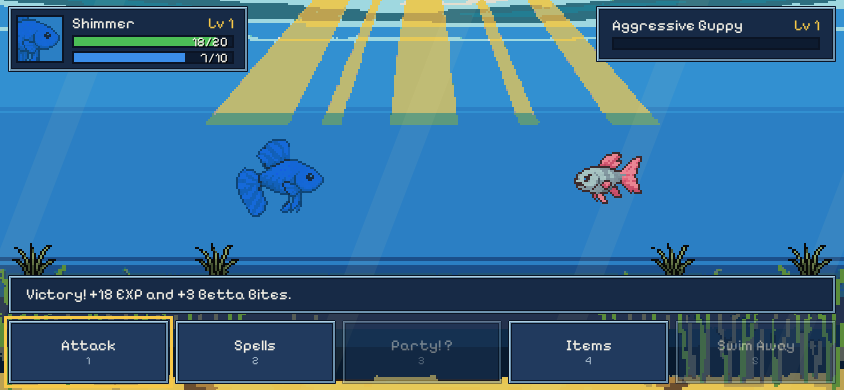 Shimmer Lv 1
18/20
7/10
Aggressive Guppy Lv 1
Victory! +18 EXP and +3 Betta Bites.
Attack
1
Spells
2
Party!?
3
Items
4
Swim Away
5